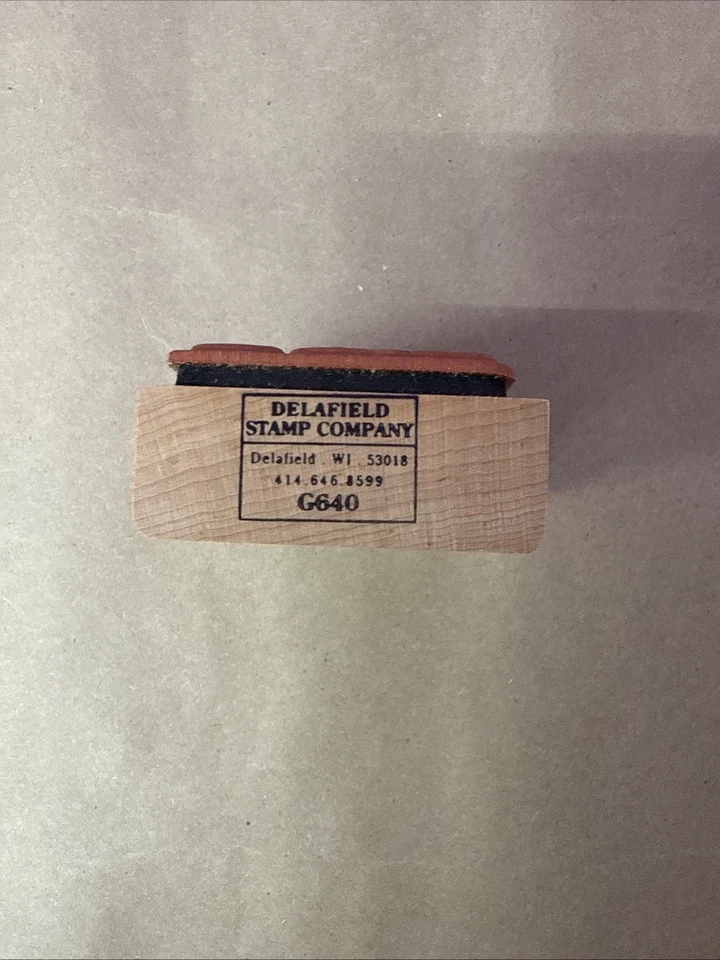 DELAFIELD
STAMP COMPANY
Delafield . WI . 53018
414.646.8599
G640